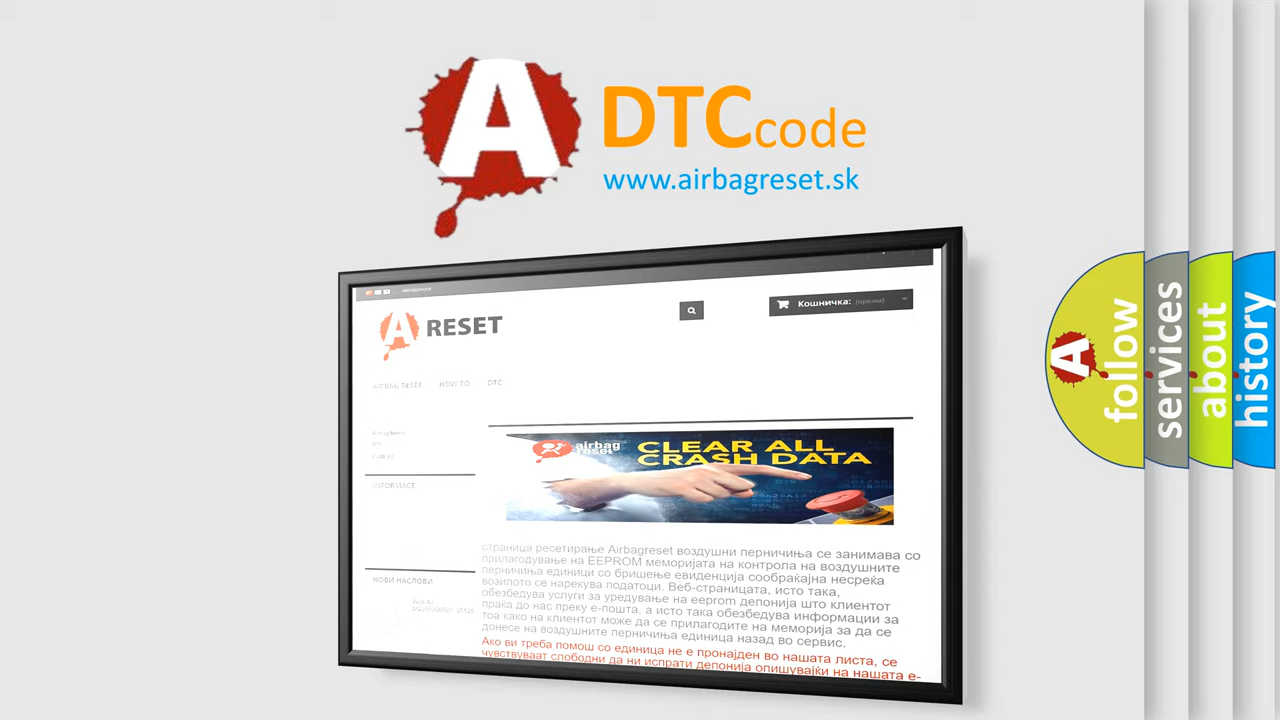 A
DTCcode
www.airbagreset.sk
A RESET
Кошничка: (празни)
AIRBAG RESET HOW TO DTC
airbag
reset
CLEAR ALL
CRASH DATA
INFORMACE
НОВИ НАСЛОВИ
страница ресетирање Airbagreset воздушни перничиња се занимава со
прилагодување на EEPROM меморијата на контрола на воздушните
перничиња единици со бришење евиденција сообраќајна несреќа
возилото се нарекува податоци. Веб-страницата, исто така,
обезбедува услуги за уредување на eeprom депонија што клиентот
праќа до нас преку е-пошта, а исто така обезбедува информации за
тоа како на клиентот може да се прилагодите на меморија за да се
донесе на воздушните перничиња единица назад во сервис.
Ако ви треба помош со единица не е пронајден во нашата листа, се
чувствуваат слободни да ни испрати депонија опишувајќи на нашата е-
A
follow
services
about
history